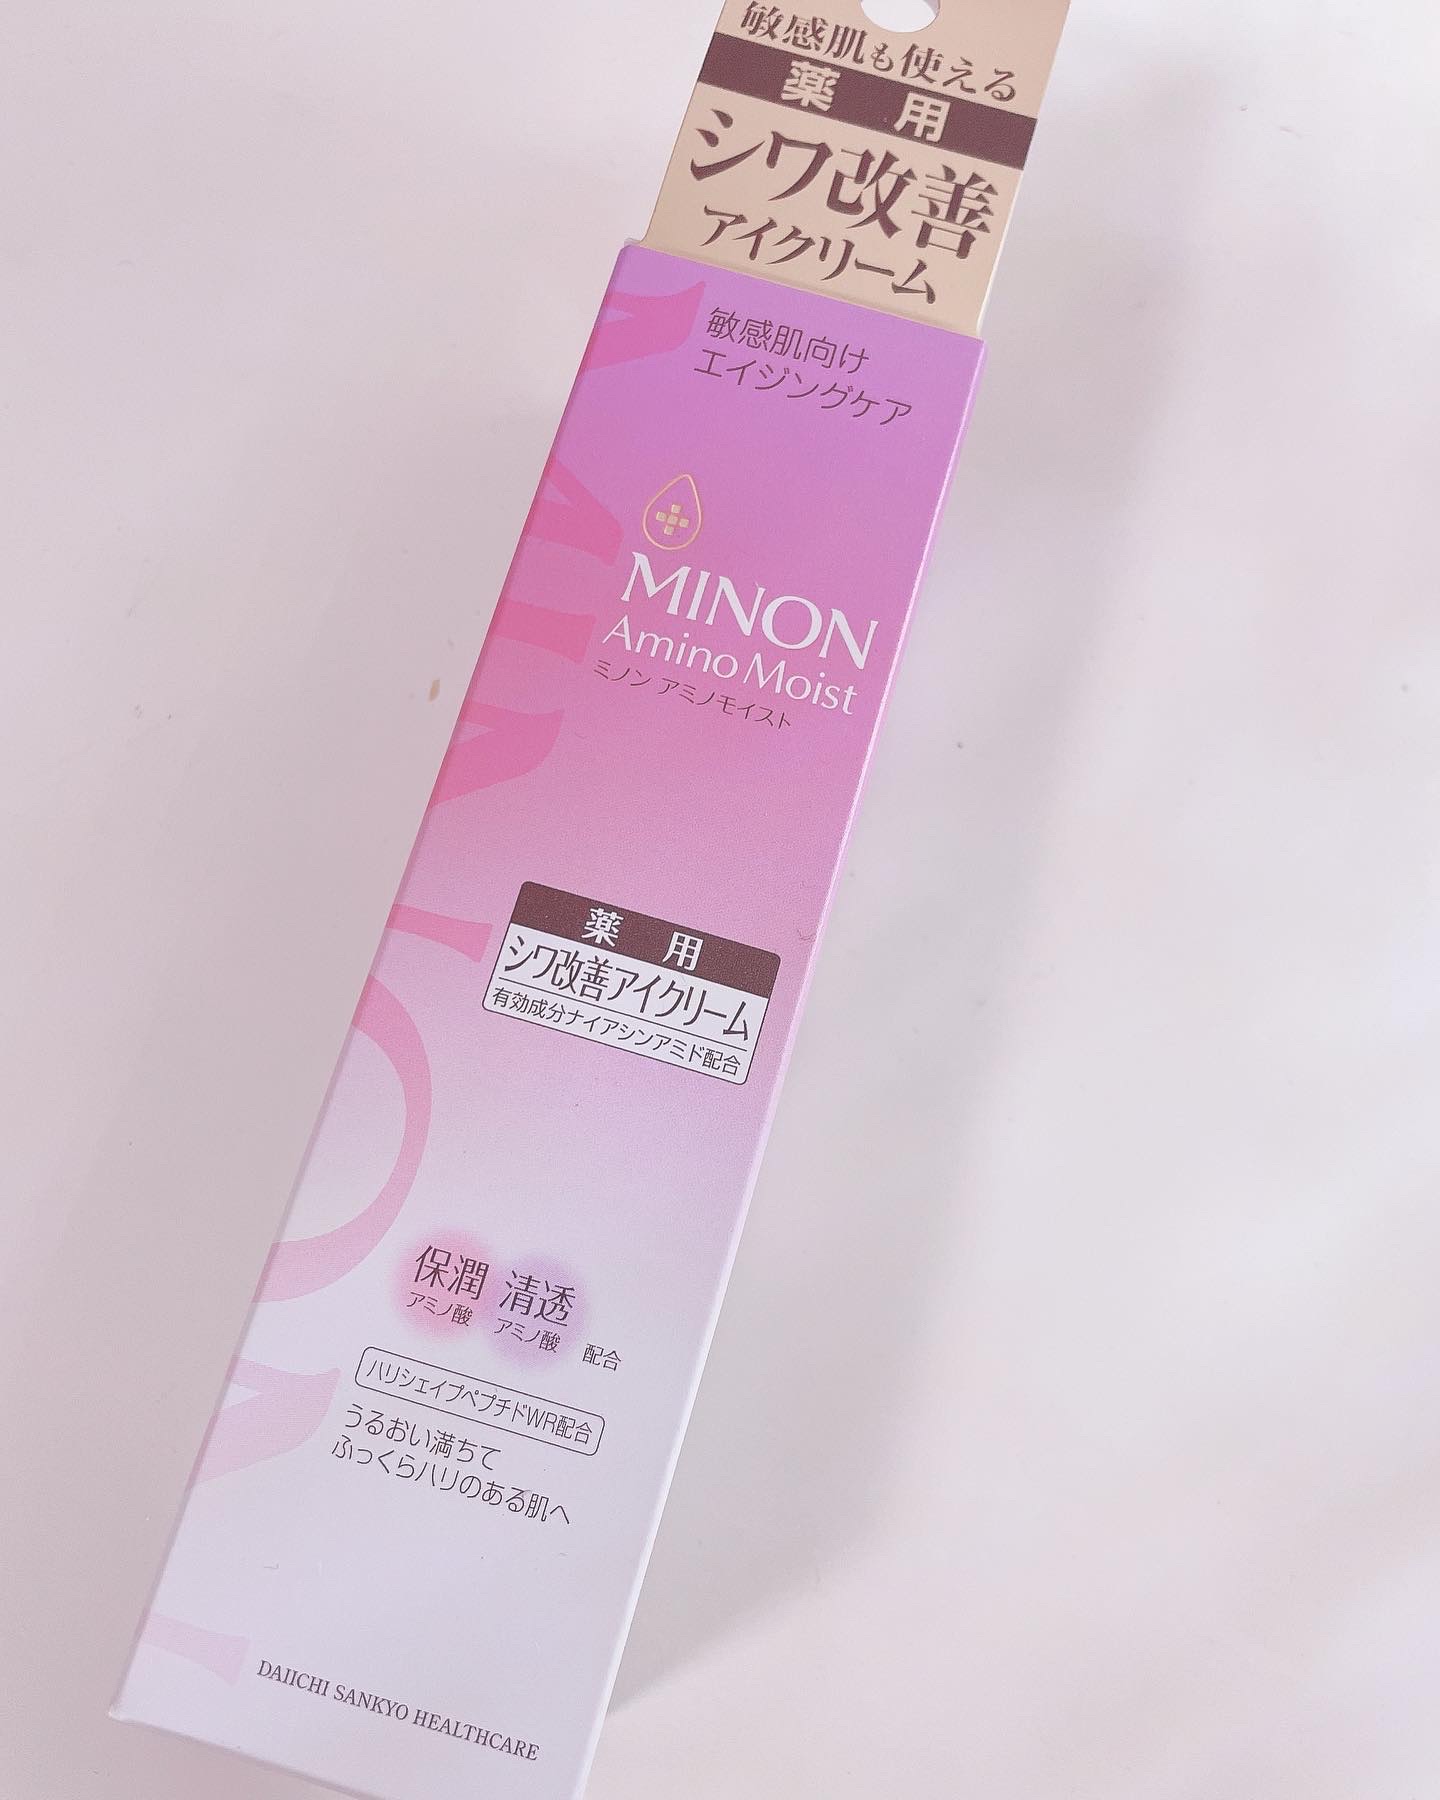 敏感肌も使える
薬用
シワ改善
アイクリーム
敏感肌向け
エイジングケア
MINON
Amino Moist
ミノン アミノモイスト
薬用
シワ改善アイクリーム
有効成分ナイアシンアミド配合
保潤 清透
アミノ酸 アミノ酸 配合
ハリシェイプペプチドWR配合
うるおい満ちて
ふっくらハリのある肌へ
DAIICHI SANKYO HEALTHCARE